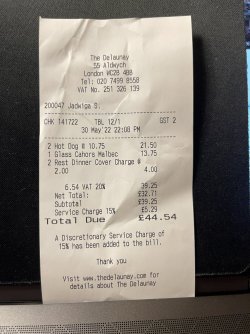 The Delaunay
55 Aldwych
London WC2B 4BB
Tel: 020 7499 8558
VAT No. 251 326 139
200047 Jadwiga B.
CHK 141722 TBL 12/1 GST 2
30 May'22 22:08 PM
2 Hot Dog @ 10.75 21.50
1 Glass Cahors Malbec 13.75
2 Rest Dinner Cover Charge @
2.00 4.00
6.54 VAT 20% 39.25
Net Total: £32.71
Subtotal £39.25
Service Charge 15% £5.29
Total Due £44.54
A Discretionary Service Charge of
15% has been added to the bill.
Thank you
Visit www.thedelaunay.com for
details about The Delaunay